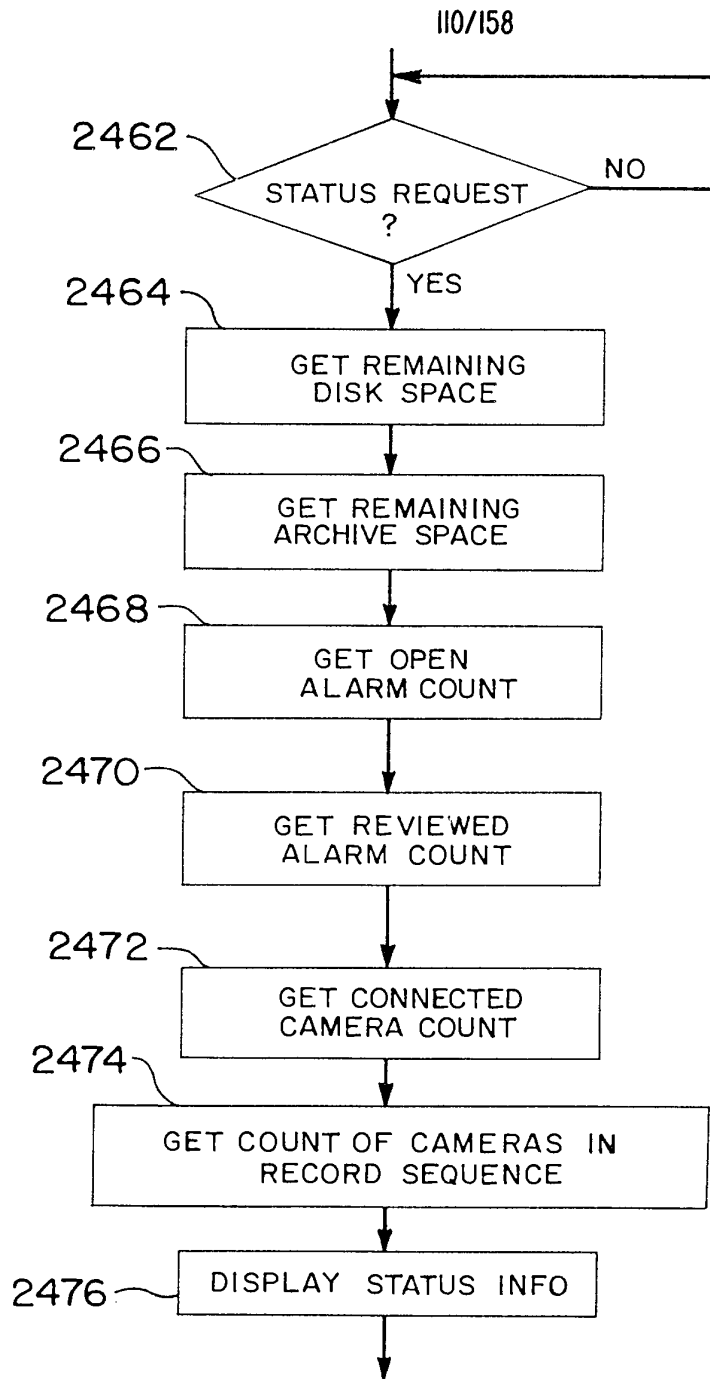 110/158
2462
STATUS REQUEST
?
NO
YES
2464
GET REMAINING
DISK SPACE
2466
GET REMAINING
ARCHIVE SPACE
2468
GET OPEN
ALARM COUNT
2470
GET REVIEWED
ALARM COUNT
2472
GET CONNECTED
CAMERA COUNT
2474
GET COUNT OF CAMERAS IN
RECORD SEQUENCE
2476
DISPLAY STATUS INFO